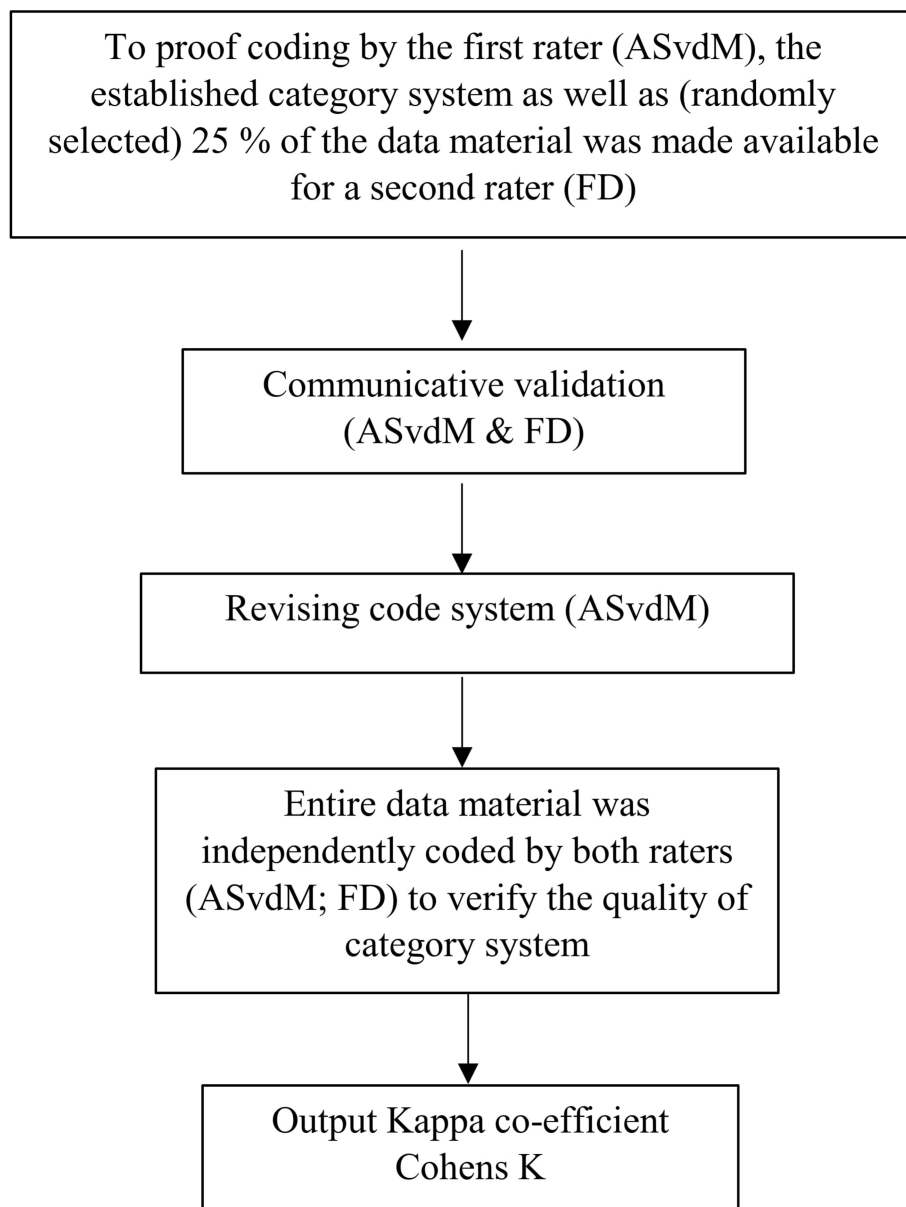 To proof coding by the first rater (ASvdM), the
established category system as well as (randomly
selected) 25 % of the data material was made available
for a second rater (FD)
Communicative validation
(ASvdM & FD)
Revising code system (ASvdM)
Entire data material was
independently coded by both raters
(ASvdM; FD) to verify the quality of
category system
Output Kappa co-efficient
Cohens K